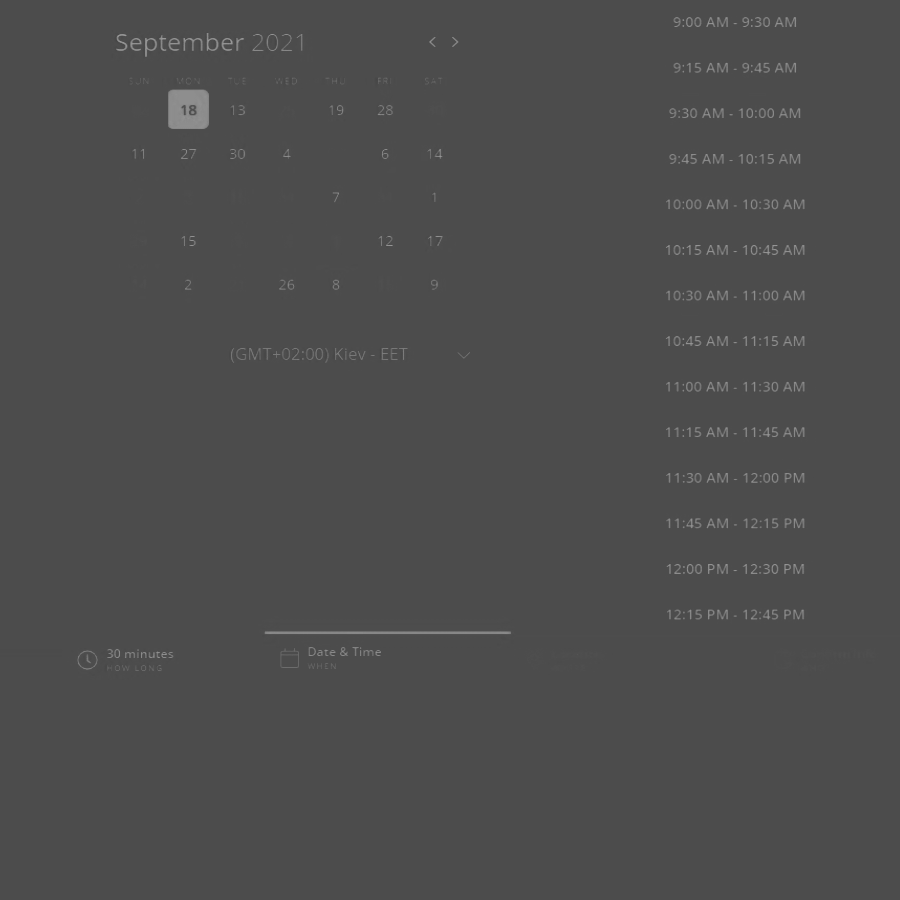 September 2021
SUN MON TUE WED THU FRI SAT
18 13 19 28
11 27 30 4 6 14
7 1
15 12 17
2 26 8 9
(GMT+02:00) Kiev - EET
9:00 AM - 9:30 AM
9:15 AM - 9:45 AM
9:30 AM - 10:00 AM
9:45 AM - 10:15 AM
10:00 AM - 10:30 AM
10:15 AM - 10:45 AM
10:30 AM - 11:00 AM
10:45 AM - 11:15 AM
11:00 AM - 11:30 AM
11:15 AM - 11:45 AM
11:30 AM - 12:00 PM
11:45 AM - 12:15 PM
12:00 PM - 12:30 PM
12:15 PM - 12:45 PM
30 minutes
HOW LONG
Date & Time
WHEN